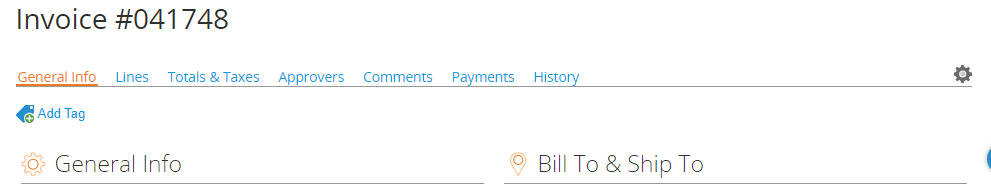 Invoice #041748
General Info Lines Totals & Taxes Approvers Comments Payments History
Add Tag
General Info
Bill To & Ship To